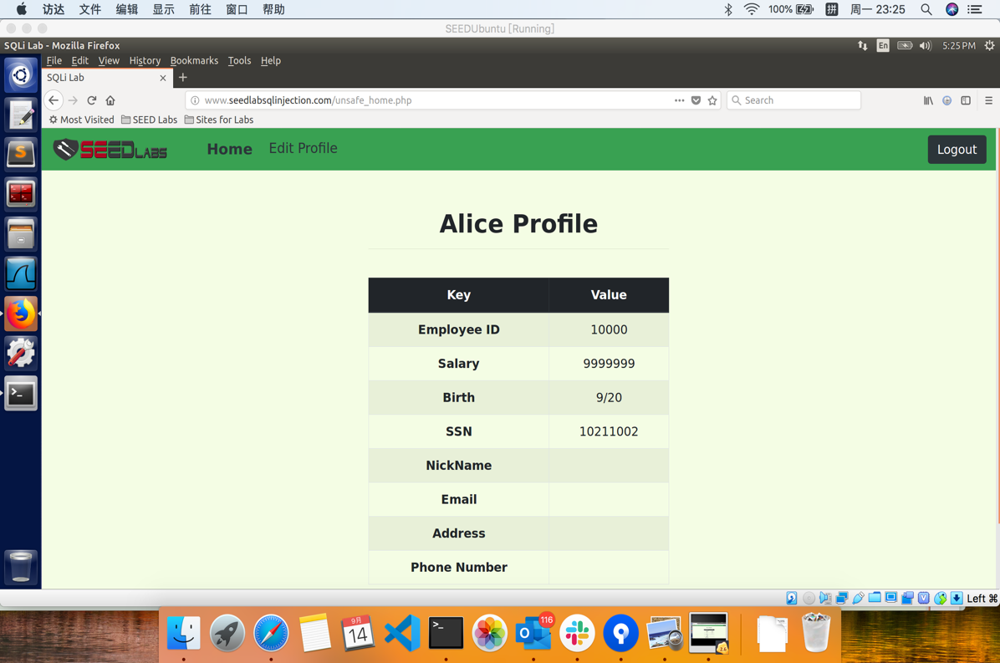 访达 文件 编辑 显示 前往 窗口 帮助 100% 拼 周一 23:25
SEEDUbuntu [Running]
SQLi Lab - Mozilla Firefox En 5:25 PM
File Edit View History Bookmarks Tools Help
SQLi Lab × +
www.seedlabsqlinjection.com/unsafe_home.php Search
Most Visited SEED Labs Sites for Labs
SEEDLABS Home Edit Profile Logout
Alice Profile
Key Value
Employee ID 10000
Salary 9999999
Birth 9/20
SSN 10211002
NickName
Email
Address
Phone Number
Left ⌘
9月
14
116